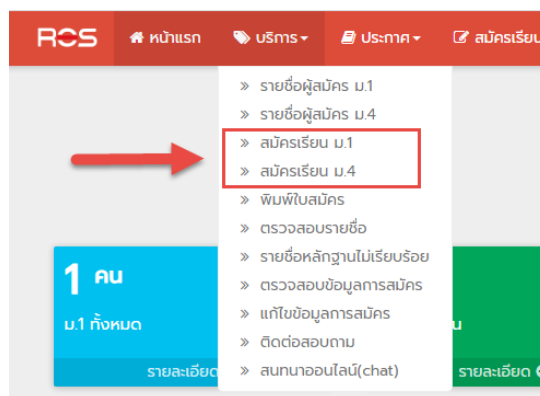 RCS หน้าแรก บริการ ประกาศ สมัครเรียน
» รายชื่อผู้สมัคร ม.1
» รายชื่อผู้สมัคร ม.4
» สมัครเรียน ม.1
» สมัครเรียน ม.4
» พิมพ์ใบสมัคร
» ตรวจสอบรายชื่อ
» รายชื่อหลักฐานไม่เรียบร้อย
» ตรวจสอบข้อมูลการสมัคร
» แก้ไขข้อมูลการสมัคร
» ติดต่อสอบถาม
» สนทนาออนไลน์(chat)
1 คน
ม.1 ทั้งหมด
รายละเอียด
รายละเอียด